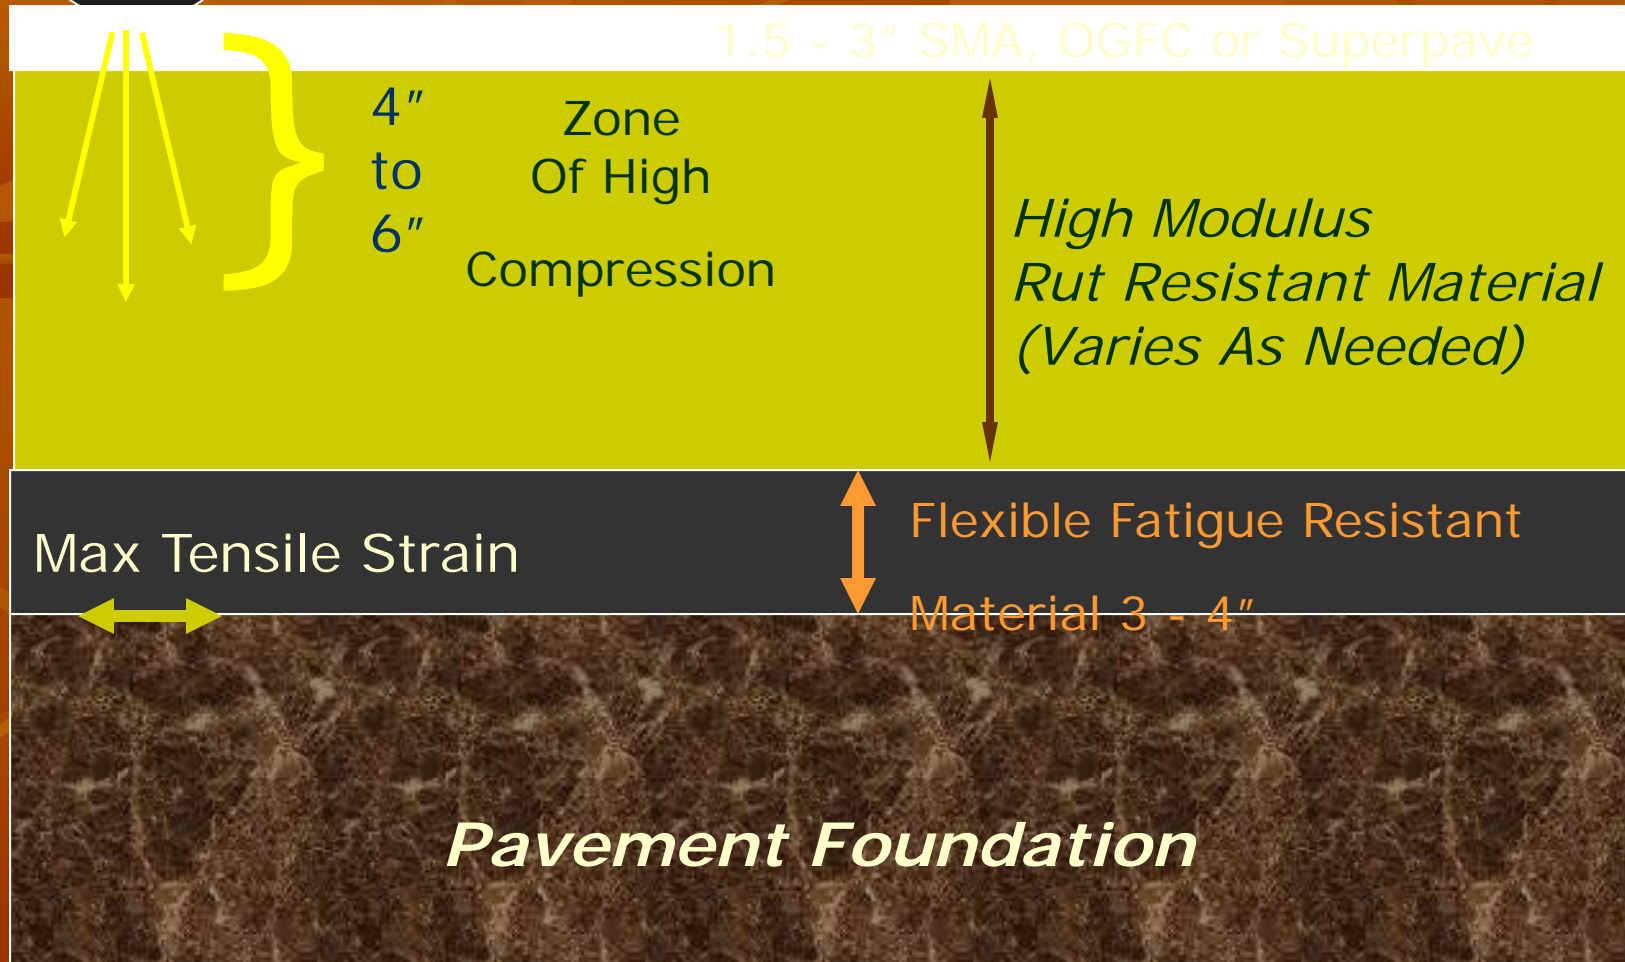 1.5 - 3” SMA, OGFC or Superpave
4”
to
6”
Zone
Of High
Compression
High Modulus
Rut Resistant Material
(Varies As Needed)
Flexible Fatigue Resistant
Material 3 - 4”
Max Tensile Strain
Pavement Foundation